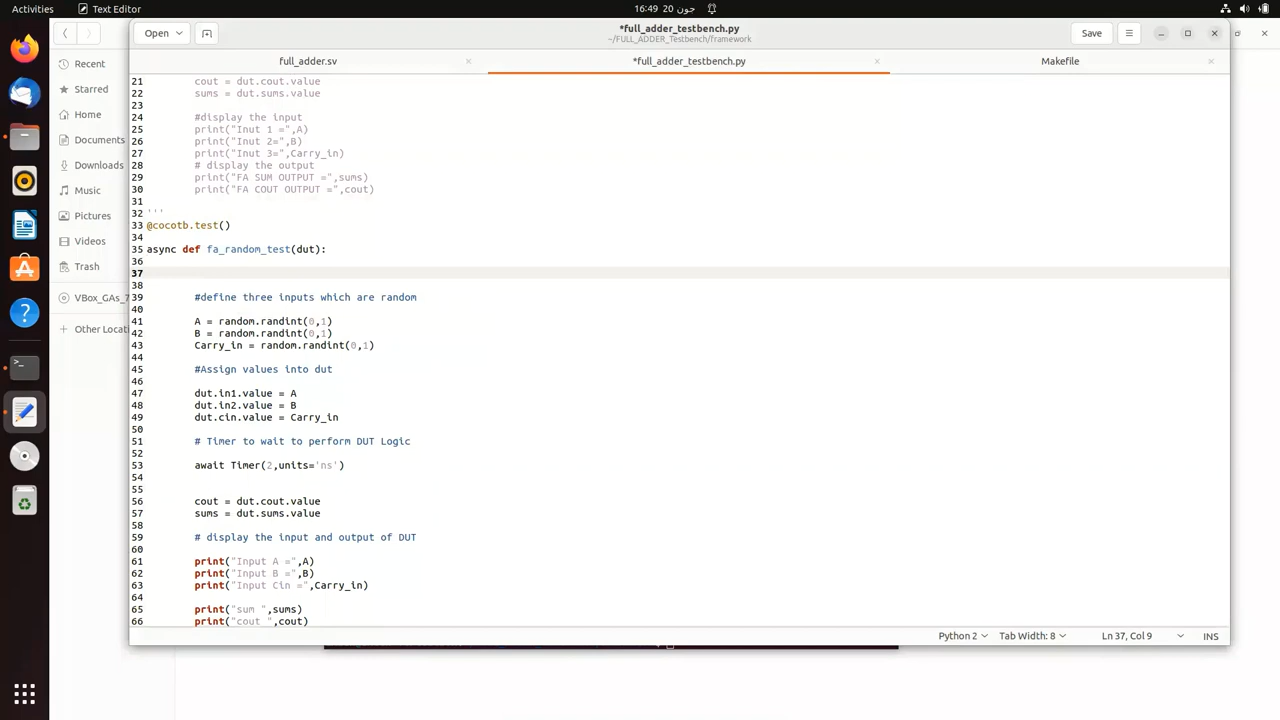 Activities
Text Editor
16:49 20 جون
Open
*full_adder_testbench.py
~/FULL_ADDER_Testbench/framework
Save
full_adder.sv
*full_adder_testbench.py
Makefile
Recent
Starred
Home
Documents
Downloads
Music
Pictures
Videos
Trash
VBox_GAs_7
Other Locati
21 cout = dut.cout.value
22 sums = dut.sums.value
23
24 #display the input
25 print("Inut 1 =",A)
26 print("Inut 2=",B)
27 print("Inut 3=",Carry_in)
28 # display the output
29 print("FA SUM OUTPUT =",sums)
30 print("FA COUT OUTPUT =",cout)
31
32 '''
33 @cocotb.test()
34
35 async def fa_random_test(dut):
36
37
38
39 #define three inputs which are random
40
41 A = random.randint(0,1)
42 B = random.randint(0,1)
43 Carry_in = random.randint(0,1)
44
45 #Assign values into dut
46
47 dut.in1.value = A
48 dut.in2.value = B
49 dut.cin.value = Carry_in
50
51 # Timer to wait to perform DUT Logic
52
53 await Timer(2,units='ns')
54
55
56 cout = dut.cout.value
57 sums = dut.sums.value
58
59 # display the input and output of DUT
60
61 print("Input A =",A)
62 print("Input B =",B)
63 print("Input Cin =",Carry_in)
64
65 print("sum ",sums)
66 print("cout ",cout)
Python 2
Tab Width: 8
Ln 37, Col 9
INS